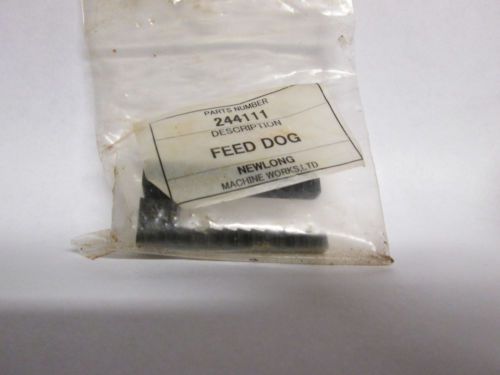 PARTS NUMBER
244111
DESCRIPTION
FEED DOG
NEWLONG
MACHINE WORKS,LTD